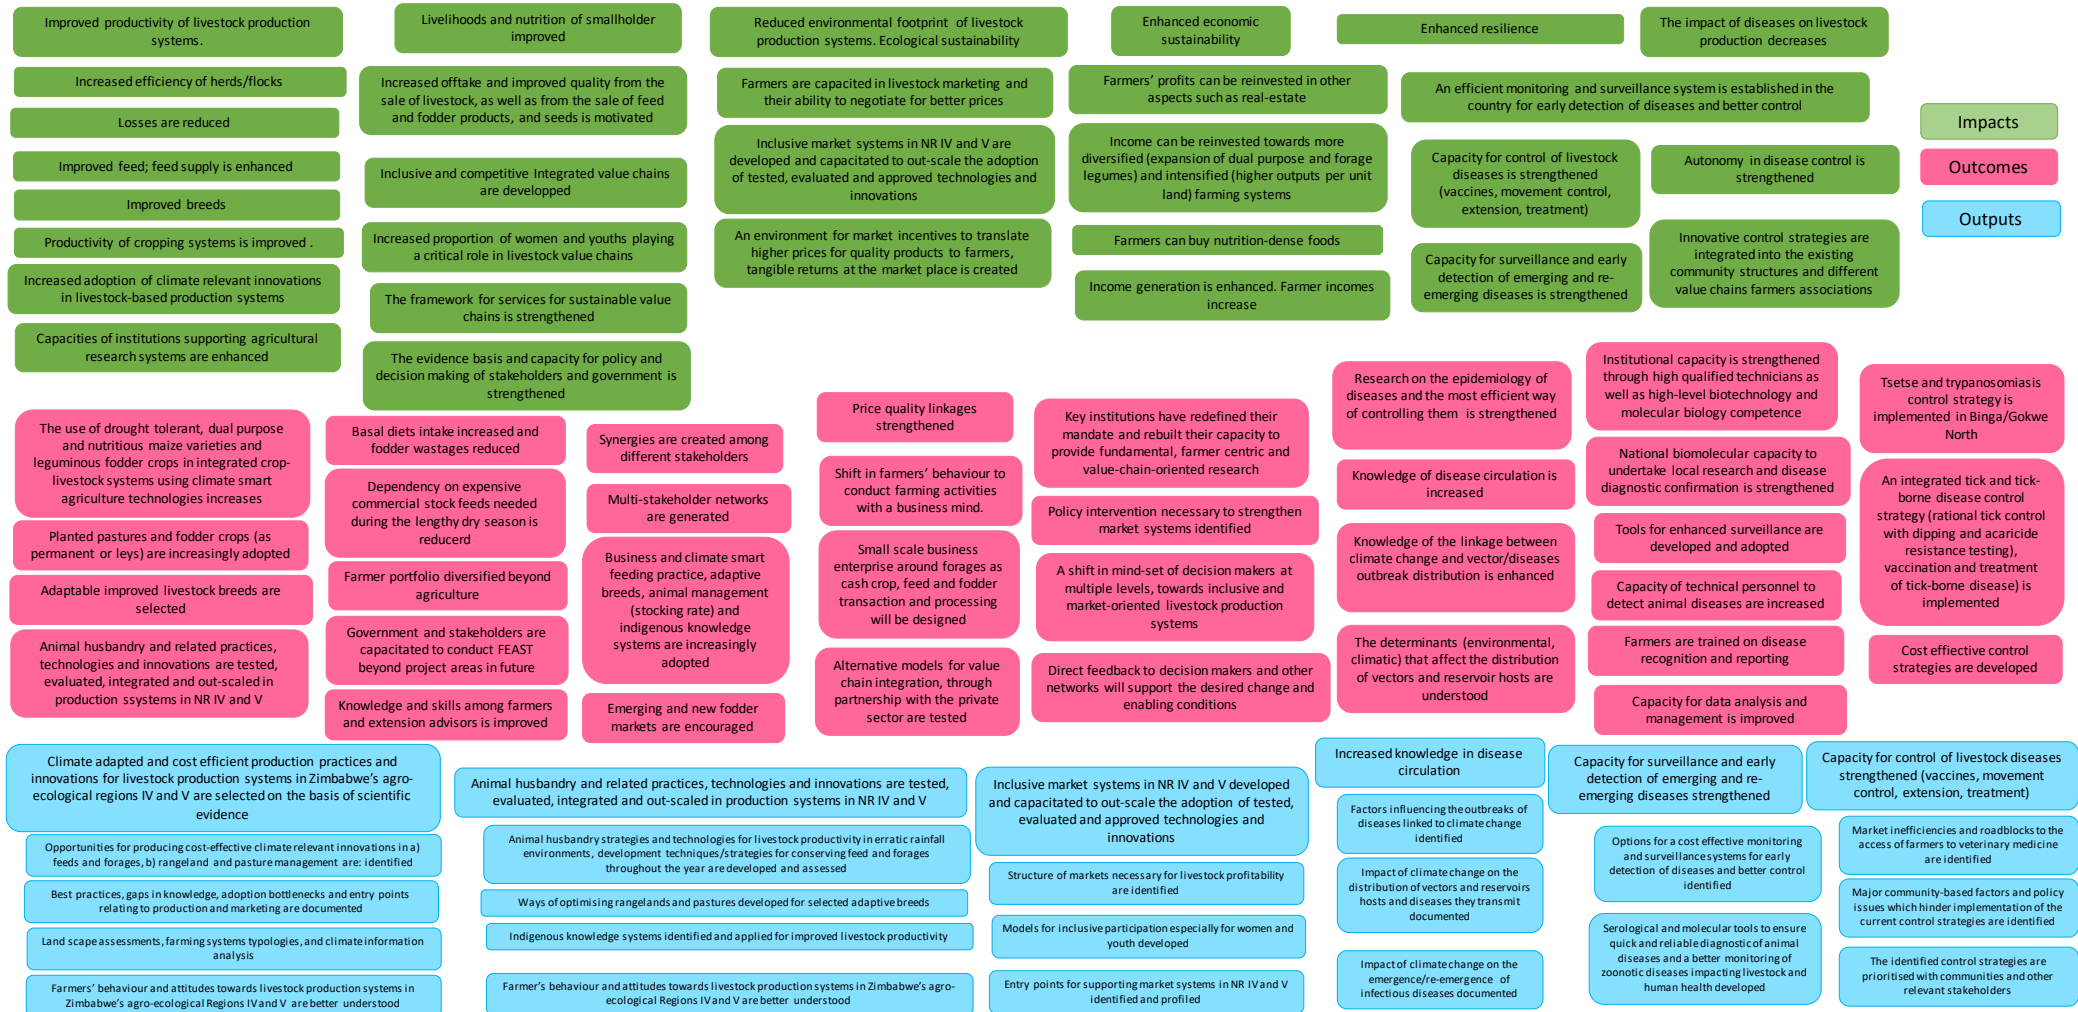 Improved productivity of livestock production
systems.
Increased efficiency of herds/flocks
Losses are reduced
Improved feed; feed supply is enhanced
Improved breeds
Productivity of cropping systems is improved .
Increased adoption of climate relevant innovations
in livestock-based production systems
Capacities of institutions supporting agricultural
research systems are enhanced
Livelihoods and nutrition of smallholder
improved
Increased offtake and improved quality from the
sale of livestock, as well as from the sale of feed
and fodder products, and seeds is motivated
Inclusive and competitive Integrated value chains
are developped
Increased proportion of women and youths playing
a critical role in livestock value chains
The framework for services for sustainable value
chains is strengthened
The evidence basis and capacity for policy and
decision making of stakeholders and government is
strengthened
Reduced environmental footprint of livestock
production systems. Ecological sustainability
Farmers are capacited in livestock marketing and
their ability to negotiate for better prices
Inclusive market systems in NR IV and V are
developed and capacitated to out-scale the adoption
of tested, evaluated and approved technologies and
innovations
An environment for market incentives to translate
higher prices for quality products to farmers,
tangible returns at the market place is created
Enhanced economic
sustainability
Farmers' profits can be reinvested in other
aspects such as real-estate
Income can be reinvested towards more
diversified (expansion of dual purpose and forage
legumes) and intensified (higher outputs per unit
land) farming systems
Farmers can buy nutrition-dense foods
Income generation is enhanced. Farmer incomes
increase
Enhanced resilience
The impact of diseases on livestock
production decreases
An efficient monitoring and surveillance system is established in the
country for early detection of diseases and better control
Capacity for control of livestock
diseases is strengthened
(vaccines, movement control,
extension, treatment)
Capacity for surveillance and early
detection of emerging and re-
emerging diseases is strengthened
Autonomy in disease control is
strengthened
Innovative control strategies are
integrated into the existing
community structures and different
value chains farmers associations
Impacts
Outcomes
Outputs
The use of drought tolerant, dual purpose
and nutritious maize varieties and
leguminous fodder crops in integrated crop-
livestock systems using climate smart
agriculture technologies increases
Planted pastures and fodder crops (as
permanent or leys) are increasingly adopted
Adaptable improved livestock breeds are
selected
Animal husbandry and related practices,
technologies and innovations are tested,
evaluated, integrated and out-scaled in
production ssystems in NR IV and V
Basal diets intake increased and
fodder wastages reduced
Dependency on expensive
commercial stock feeds needed
during the lengthy dry season is
reducerd
Farmer portfolio diversified beyond
agriculture
Government and stakeholders are
capacitated to conduct FEAST
beyond project areas in future
Knowledge and skills among farmers
and extension advisors is improved
Synergies are created among
different stakeholders
Multi-stakeholder networks
are generated
Business and climate smart
feeding practice, adaptive
breeds, animal management
(stocking rate) and
indigenous knowledge
systems are increasingly
adopted
Emerging and new fodder
markets are encouraged
Price quality linkages
strengthened
Shift in farmers' behaviour to
conduct farming activities
with a business mind.
Small scale business
enterprise around forages as
cash crop, feed and fodder
transaction and processing
will be designed
Alternative models for value
chain integration, through
partnership with the private
sector are tested
Key institutions have redefined their
mandate and rebuilt their capacity to
provide fundamental, farmer centric and
value-chain-oriented research
Policy intervention necessary to strengthen
market systems identified
A shift in mind-set of decision makers at
multiple levels, towards inclusive and
market-oriented livestock production
systems
Direct feedback to decision makers and other
networks will support the desired change and
enabling conditions
Research on the epidemiology of
diseases and the most efficient way
of controlling them is strengthened
Knowledge of disease circulation is
increased
Knowledge of the linkage between
climate change and vector/diseases
outbreak distribution is enhanced
The determinants (environmental,
climatic) that affect the distribution
of vectors and reservoir hosts are
understood
Institutional capacity is strengthened
through high qualified technicians as
well as high-level biotechnology and
molecular biology competence
National biomolecular capacity to
undertake local research and disease
diagnostic confirmation is strengthened
Tools for enhanced surveillance are
developed and adopted
Capacity of technical personnel to
detect animal diseases are increased
Farmers are trained on disease
recognition and reporting
Capacity for data analysis and
management is improved
Tsetse and trypanosomiasis
control strategy is
implemented in Binga/Gokwe
North
An integrated tick and tick-
borne disease control
strategy (rational tick control
with dipping and acaricide
resistance testing),
vaccination and treatment
of tick-borne disease) is
implemented
Cost effiective control
strategies are developed
Climate adapted and cost efficient production practices and
innovations for livestock production systems in Zimbabwe's agro-
ecological regions IV and V are selected on the basis of scientific
evidence
Opportunities for producing cost-effective climate relevant innovations in a)
feeds and forages, b) rangeland and pasture management are: identified
Best practices, gaps in knowledge, adoption bottlenecks and entry points
relating to production and marketing are documented
Land scape assessments, farming systems typologies, and climate information
analysis
Farmers' behaviour and attitudes towards livestock production systems in
Zimbabwe's agro-ecological Regions IV and V are better understood
Animal husbandry and related practices, technologies and innovations are tested,
evaluated, integrated and out-scaled in production systems in NR IV and V
Animal husbandry strategies and technologies for livestock productivity in erratic rainfall
environments, development techniques/strategies for conserving feed and forages
throughout the year are developed and assessed
Ways of optimising rangelands and pastures developed for selected adaptive breeds
Indigenous knowledge systems identified and applied for improved livestock productivity
Farmer's behaviour and attitudes towards livestock production systems in Zimbabwe's agro-
ecological Regions IV and V are better understood
Inclusive market systems in NR IV and V developed
and capacitated to out-scale the adoption of tested,
evaluated and approved technologies and
innovations
Structure of markets necessary for livestock profitability
are identified
Models for inclusive participation especially for women and
youth developed
Entry points for supporting market systems in NR IV and V
identified and profiled
Increased knowledge in disease
circulation
Factors influencing the outbreaks of
diseases linked to climate change
identified
Impact of climate change on the
distribution of vectors and reservoirs
hosts and diseases they transmit
documented
Impact of climate change on the
emergence/re-emergence of
infectious diseases documented
Capacity for surveillance and early
detection of emerging and re-
emerging diseases strengthened
Options for a cost effective monitoring
and surveillance systems for early
detection of diseases and better control
identified
Serological and molecular tools to ensure
quick and reliable diagnostic of animal
diseases and a better monitoring of
zoonotic diseases impacting livestock and
human health developed
Capacity for control of livestock diseases
strengthened (vaccines, movement
control, extension, treatment)
Market inefficiencies and roadblocks to the
access of farmers to veterinary medicine
are identified
Major community-based factors and policy
issues which hinder implementation of the
current control strategies are identified
The identified control strategies are
prioritised with communities and other
relevant stakeholders